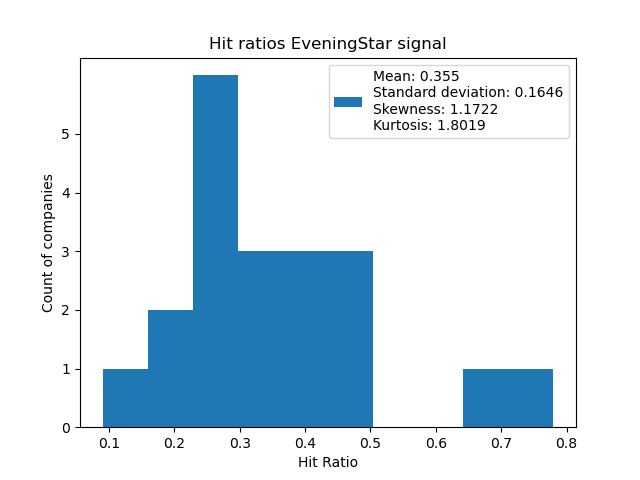 Hit ratios EveningStar signal
Mean: 0.355
Standard deviation: 0.1646
Skewness: 1.1722
Kurtosis: 1.8019
Count of companies
5
4
3
2
1
0
0.1 0.2 0.3 0.4 0.5 0.6 0.7 0.8
Hit Ratio